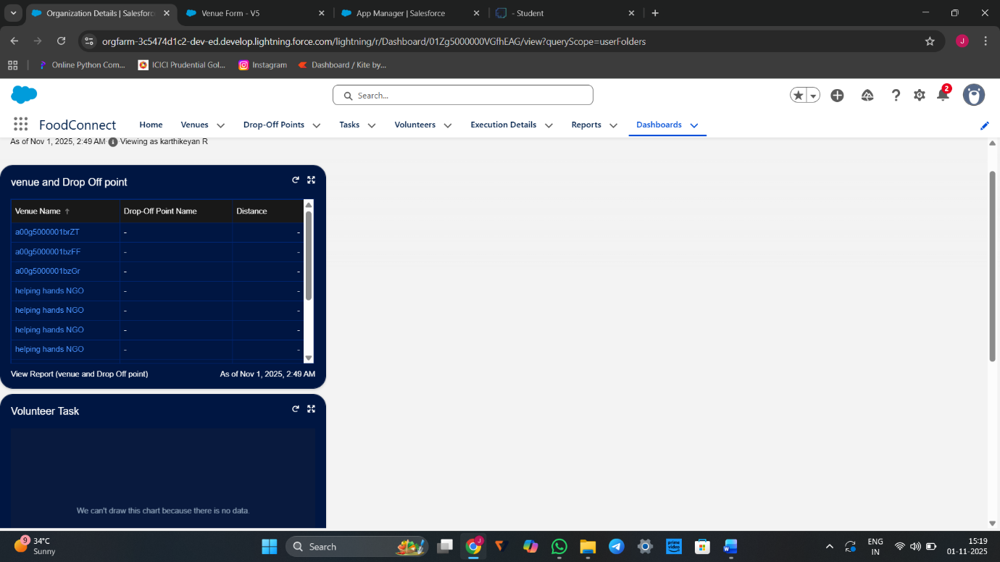 Organization Details | Salesforc
Venue Form - V5
App Manager | Salesforce
- Student
orgfarm-3c5474d1c2-dev-ed.develop.lightning.force.com/lightning/r/Dashboard/01Zg5000000VGfhEAG/view?queryScope=userFolders
J
Online Python Com...
ICICI Prudential Gol...
Instagram
Dashboard / Kite by...
Search...
2
FoodConnect
Home
Venues
Drop-Off Points
Tasks
Volunteers
Execution Details
Reports
Dashboards
As of Nov 1, 2025, 2:49 AM Viewing as karthikeyan R
venue and Drop Off point
Venue Name ↑ Drop-Off Point Name Distance
a00g5000001brZT - -
a00g5000001bzFF - -
a00g5000001bzGr - -
helping hands NGO - -
helping hands NGO - -
helping hands NGO - -
helping hands NGO - -
View Report (venue and Drop Off point) As of Nov 1, 2025, 2:49 AM
Volunteer Task
We can't draw this chart because there is no data.
9
34°C
Sunny
Search
J
prime video
W
ENG
IN
15:19
01-11-2025